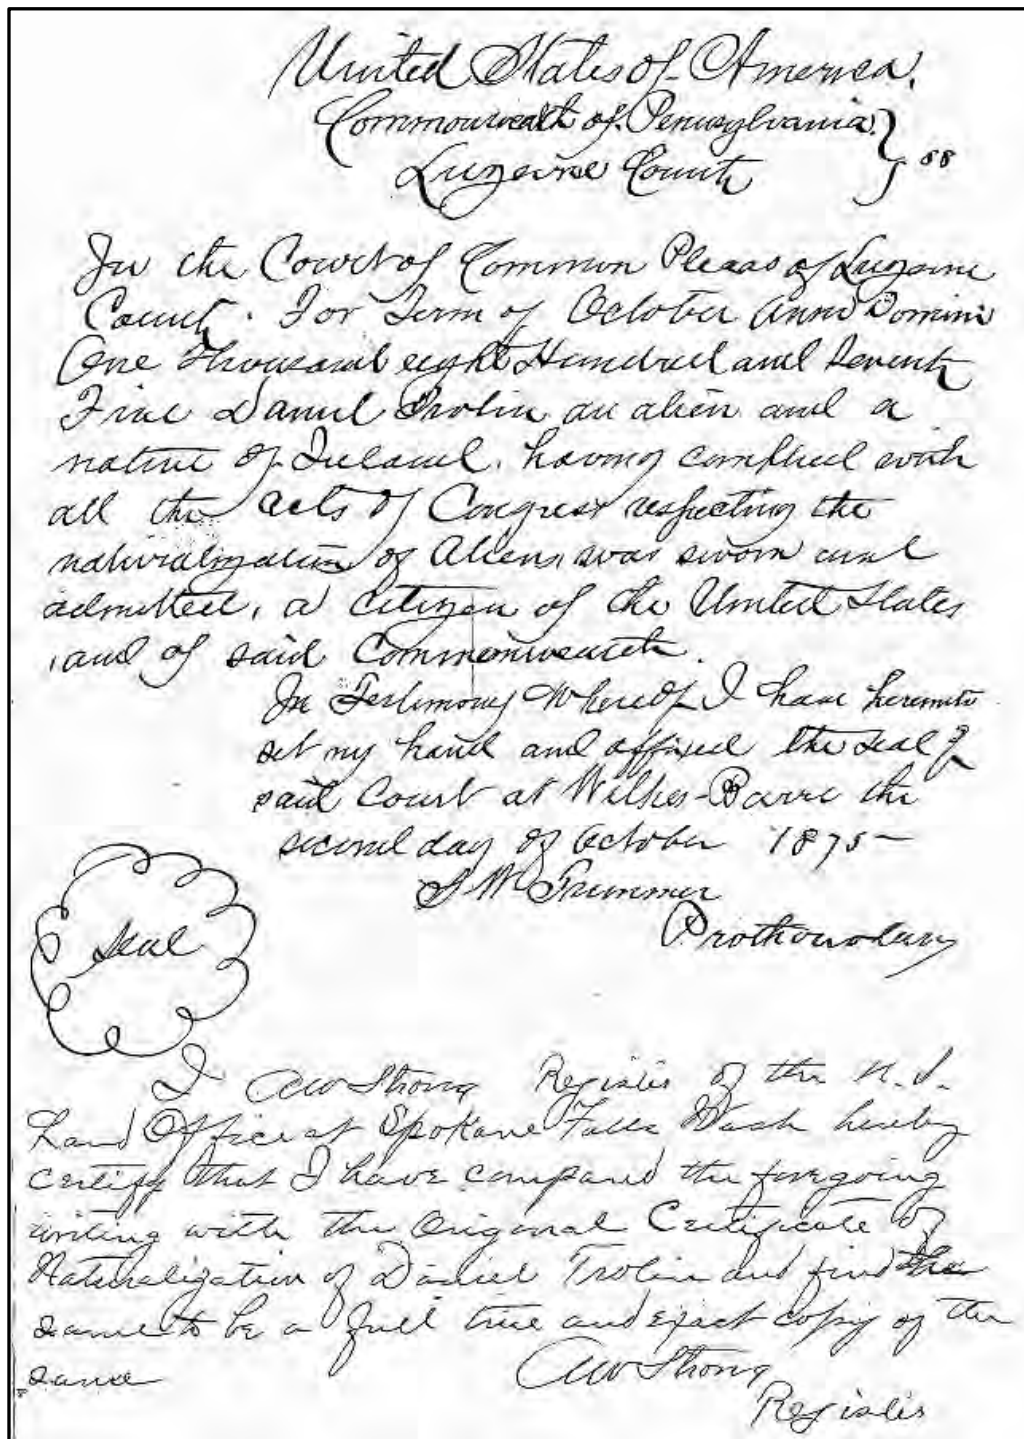 United States of America,
Commonwealth of Pennsylvania } ss
Luzerne County
In the Court of Common Pleas of Luzerne
County. For Term of October Anno Domini
One thousand eight Hundred and Seventy
Five Daniel Trolin an alien and a
native of Ireland, having complied with
all the acts of Congress respecting the
naturalization of Aliens, was sworn and
admitted, a citizen of the United States
, and of said Commonwealth.
In Testimony Whereof, I have hereunto
set my hand and affixed the seal of
said Court at Wilkes-Barre the
second day of October 1875-
Seal
Prothonotary
I AW Strong Register of the U.S.
Land Office at Spokane Falls Wash hereby
certify that I have compared the foregoing
writing with the Original Certificate of
Naturalization of Daniel Trolin and find the
same to be a full true and exact copy of the
same
AW Strong
Register